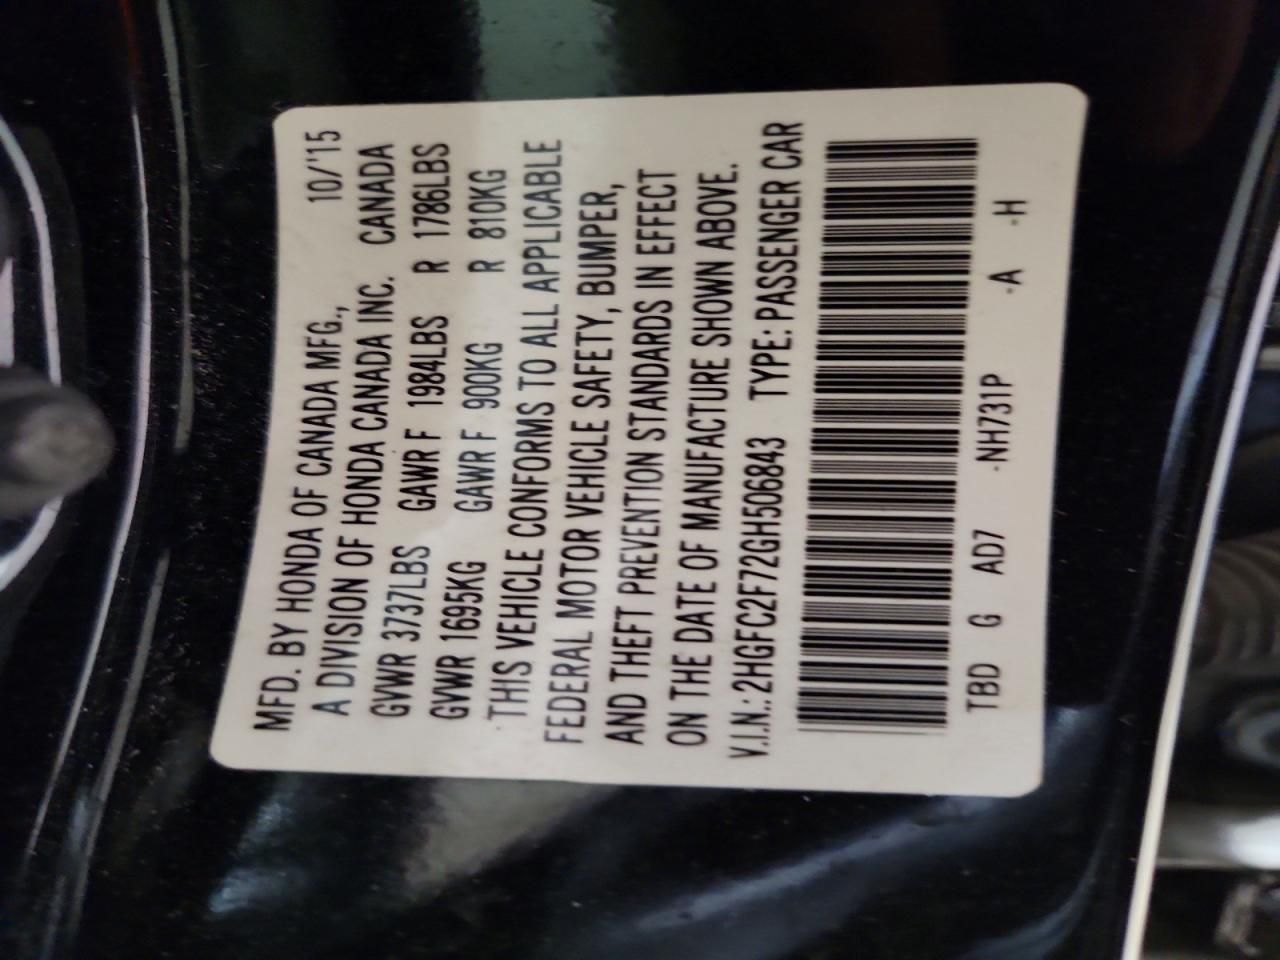 MFD. BY HONDA OF CANADA MFG., 10/'15
A DIVISION OF HONDA CANADA INC. CANADA
GVWR 3737LBS GAWR F 1984LBS R 1786LBS
GVWR 1695KG GAWR F 900KG R 810KG
THIS VEHICLE CONFORMS TO ALL APPLICABLE
FEDERAL MOTOR VEHICLE SAFETY, BUMPER,
AND THEFT PREVENTION STANDARDS IN EFFECT
ON THE DATE OF MANUFACTURE SHOWN ABOVE.
V.I.N.: 2HGFC2F72GH506843 TYPE: PASSENGER CAR
TBD G AD7 -NH731P -A -H